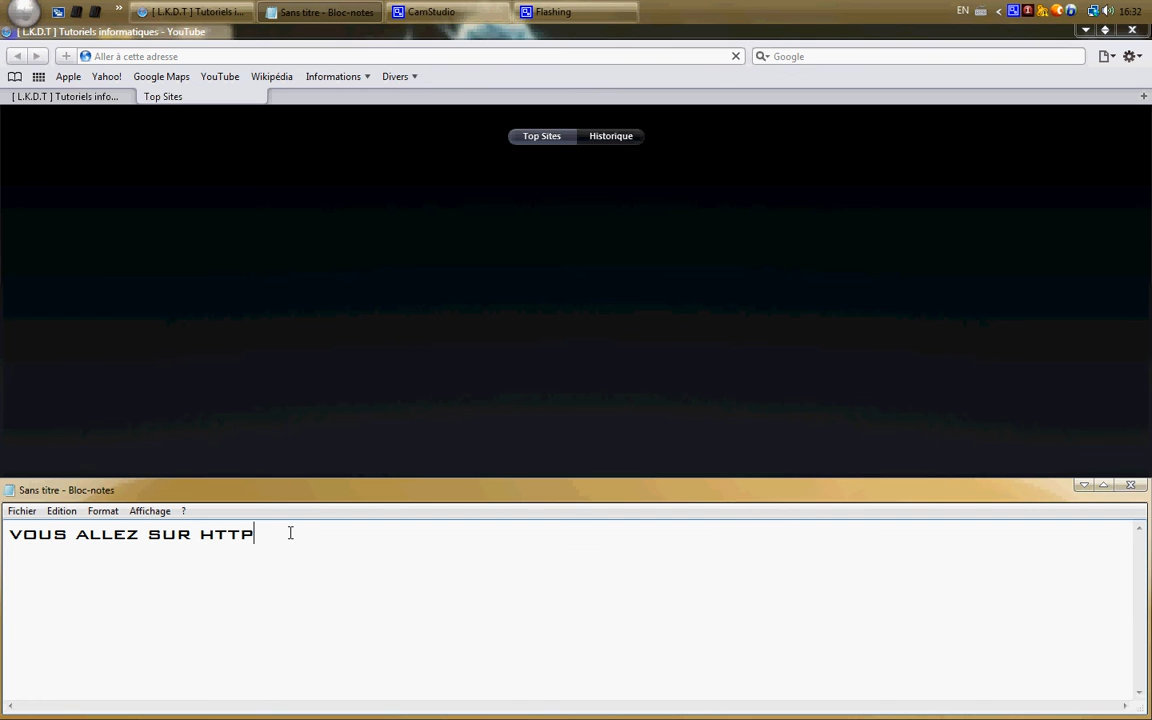 [ L.K.D.T ] Tutoriels i...
Sans titre - Bloc-notes
CamStudio
Flashing
EN
16:32
[ L.K.D.T ] Tutoriels informatiques - YouTube
Aller à cette adresse
Google
Apple
Yahoo!
Google Maps
YouTube
Wikipédia
Informations
Divers
[ L.K.D.T ] Tutoriels info...
Top Sites
Top Sites
Historique
Sans titre - Bloc-notes
Fichier
Edition
Format
Affichage
?
VOUS ALLEZ SUR HTTP